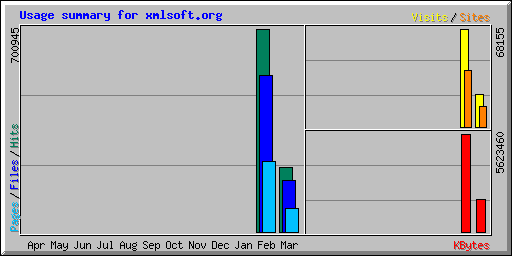 Usage summary for xmlsoft.org
Visits / Sites
700945
68155
5623460
Pages / Files / Hits
Apr May Jun Jul Aug Sep Oct Nov Dec Jan Feb Mar
KBytes